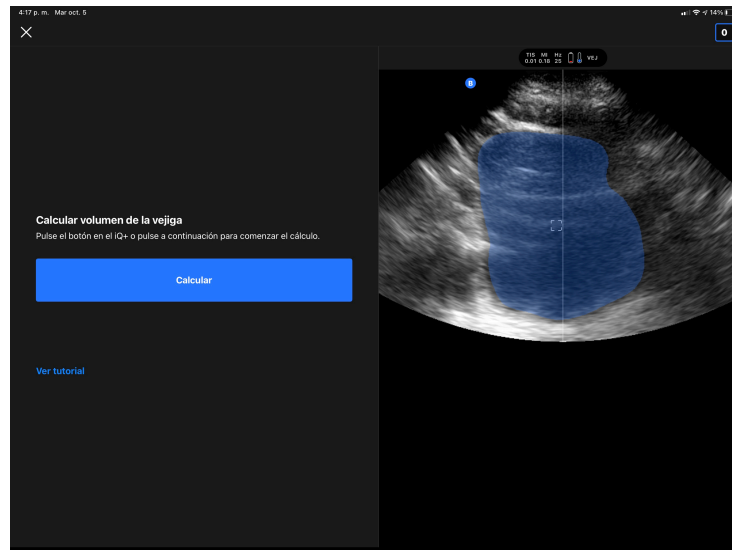 4:17 p. m.  Mar oct. 5
14%
0
TIS MI Hz
0.01 0.18 25 VEJ
B
Calcular volumen de la vejiga
Pulse el botón en el iQ+ o pulse a continuación para comenzar el cálculo.
Calcular
Ver tutorial